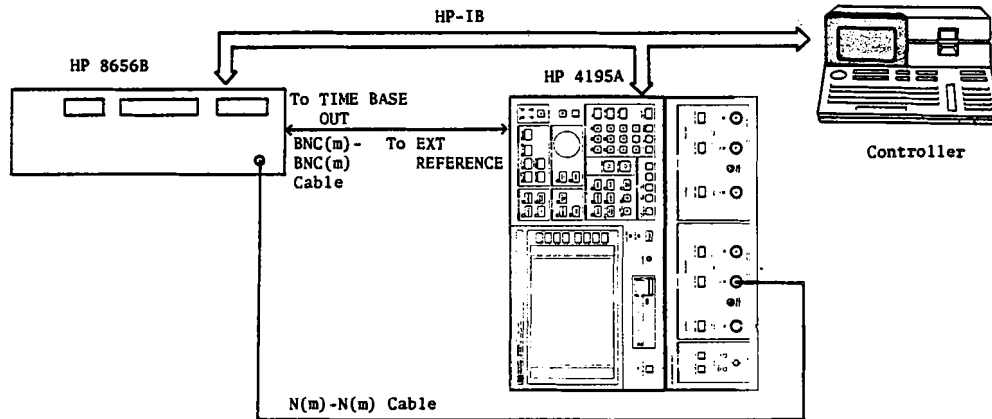 HP-IB
HP 8656B
HP 4195A
To TIME BASE
OUT
BNC(m)-
BNC(m)
Cable
To EXT
REFERENCE
Controller
N(m)-N(m) Cable